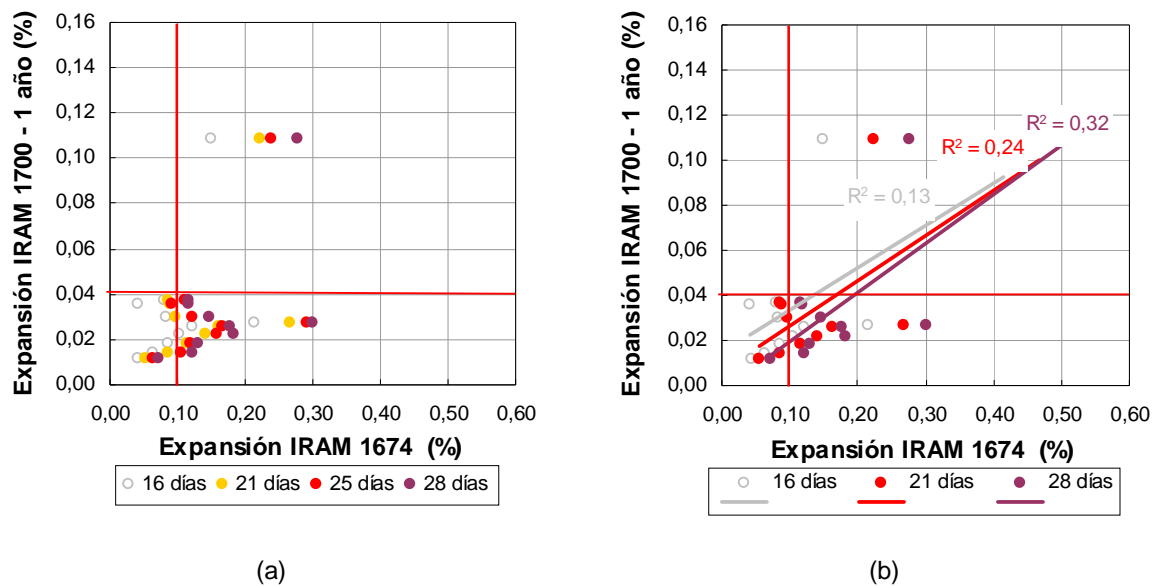 Expansión IRAM 1700 - 1 año (%)
0,16
0,14
0,12
0,10
0,08
0,06
0,04
0,02
0,00
0,00 0,10 0,20 0,30 0,40 0,50 0,60
Expansión IRAM 1674 (%)
16 días 21 días 25 días 28 días
(a)
Expansión IRAM 1700 - 1 año (%)
0,16
0,14
0,12
0,10
0,08
0,06
0,04
0,02
0,00
R² = 0,32
R² = 0,24
R² = 0,13
0,00 0,10 0,20 0,30 0,40 0,50 0,60
Expansión IRAM 1674 (%)
16 días 21 días 28 días
(b)